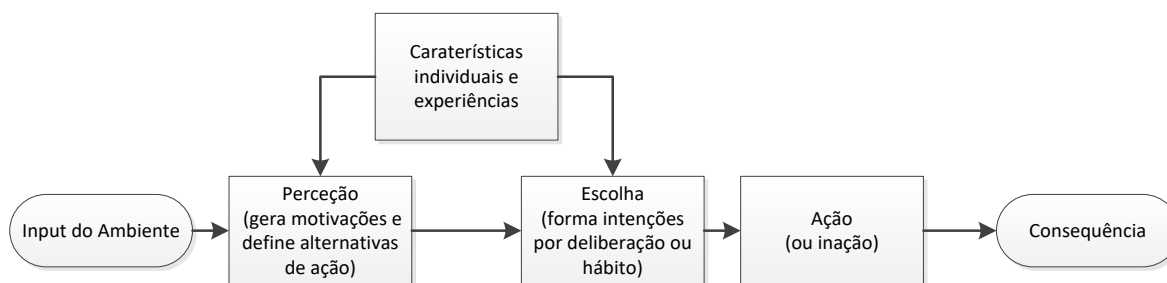 Caraterísticas
individuais e
experiências
Input do Ambiente
Perceção
(gera motivações e
define alternativas
de ação)
Escolha
(forma intenções
por deliberação ou
hábito)
Ação
(ou inação)
Consequência